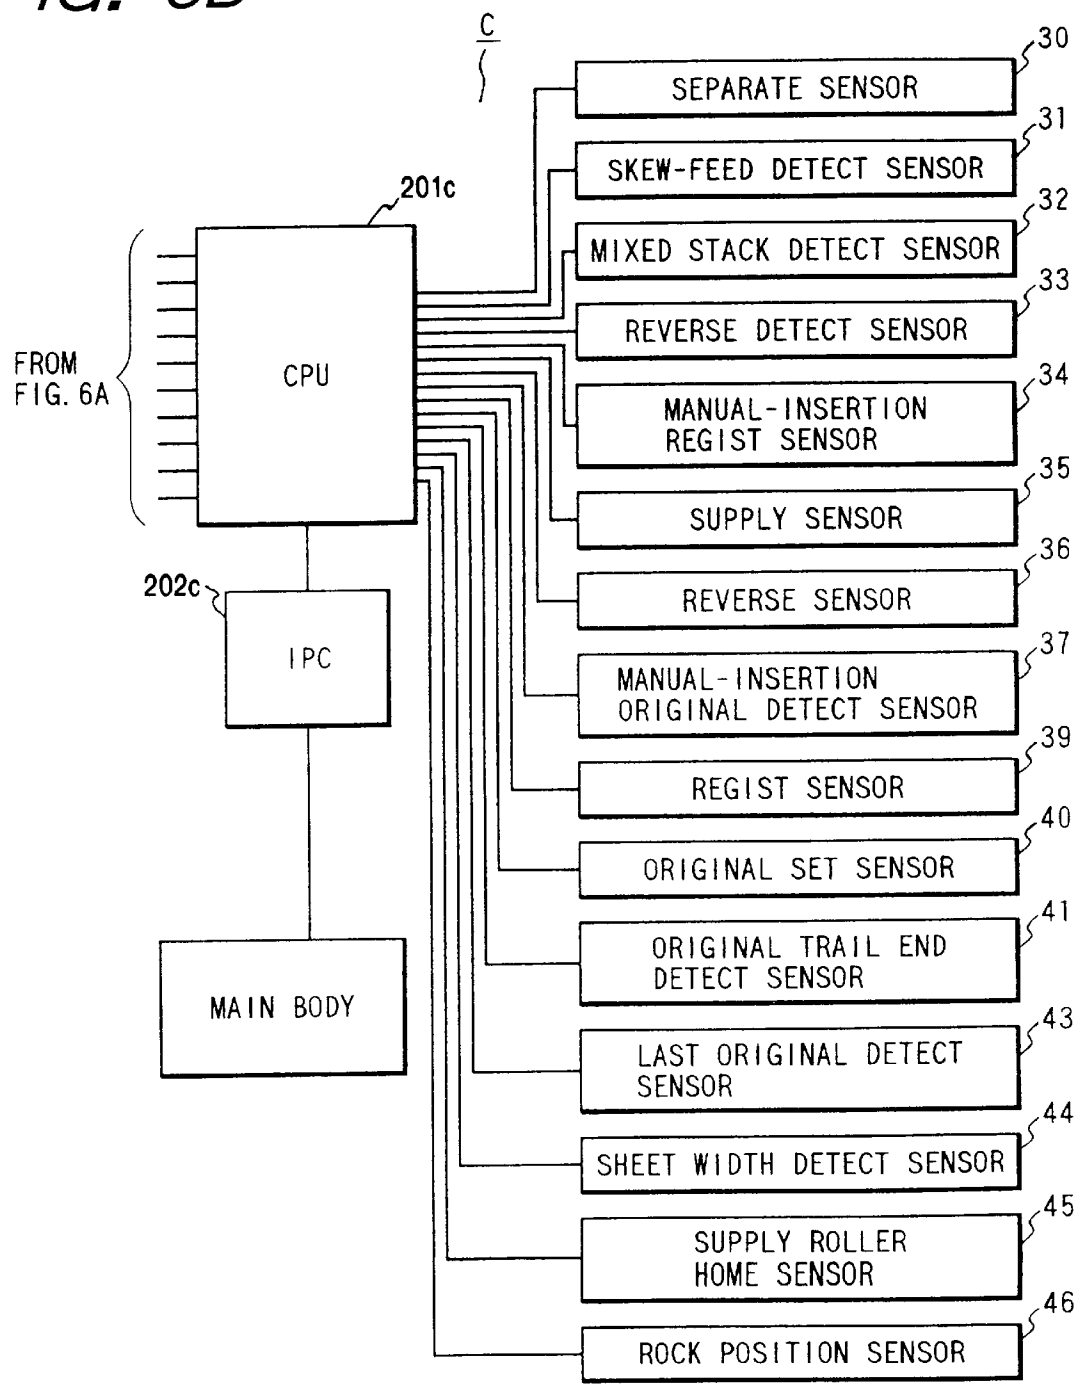 FIG. 6B
C
30
SEPARATE SENSOR
31
SKEW-FEED DETECT SENSOR
32
MIXED STACK DETECT SENSOR
33
REVERSE DETECT SENSOR
34
MANUAL-INSERTION
REGIST SENSOR
35
SUPPLY SENSOR
36
REVERSE SENSOR
37
MANUAL-INSERTION
ORIGINAL DETECT SENSOR
39
REGIST SENSOR
40
ORIGINAL SET SENSOR
41
ORIGINAL TRAIL END
DETECT SENSOR
43
LAST ORIGINAL DETECT
SENSOR
44
SHEET WIDTH DETECT SENSOR
45
SUPPLY ROLLER
HOME SENSOR
46
ROCK POSITION SENSOR
201c
CPU
FROM
FIG. 6A
202c
IPC
MAIN BODY